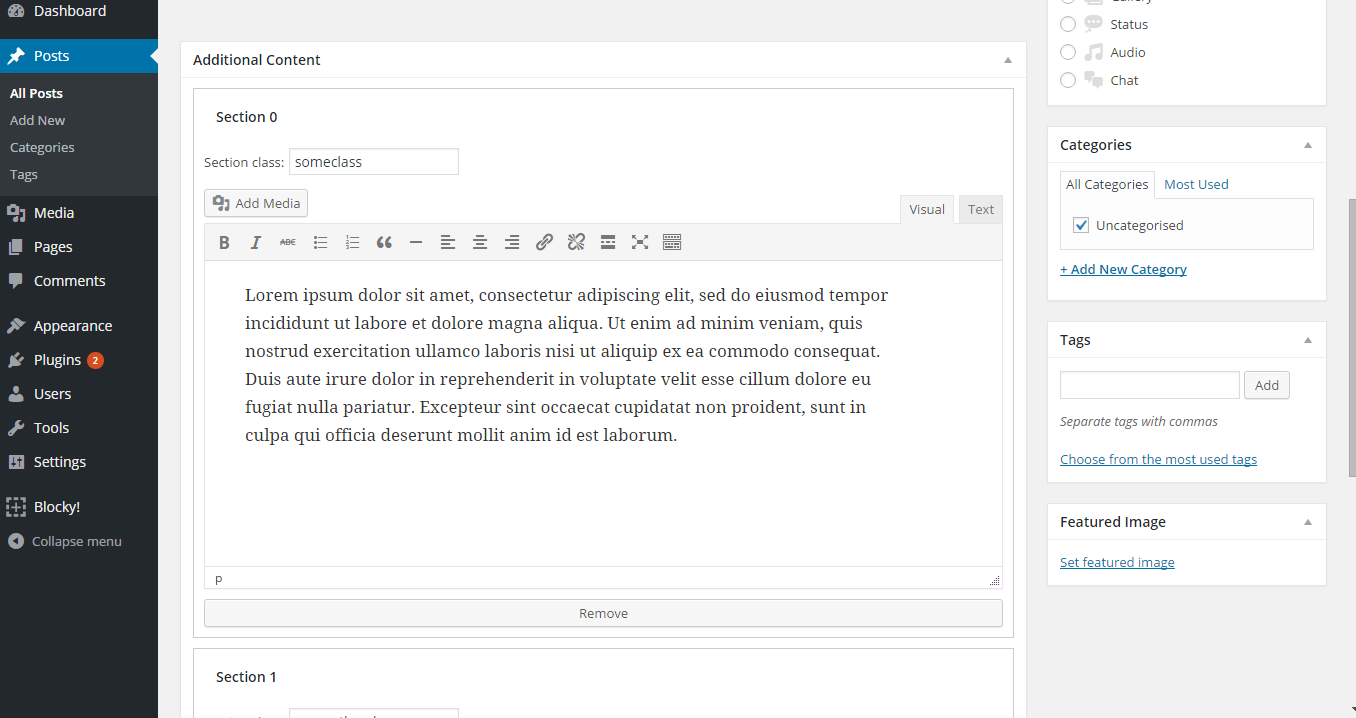 Dashboard
Posts
All Posts
Add New
Categories
Tags
Media
Pages
Comments
Appearance
Plugins 2
Users
Tools
Settings
Blocky!
Collapse menu
Additional Content
Section 0
Section class: someclass
Add Media
Visual Text
B I ABC
Lorem ipsum dolor sit amet, consectetur adipiscing elit, sed do eiusmod tempor
incididunt ut labore et dolore magna aliqua. Ut enim ad minim veniam, quis
nostrud exercitation ullamco laboris nisi ut aliquip ex ea commodo consequat.
Duis aute irure dolor in reprehenderit in voluptate velit esse cillum dolore eu
fugiat nulla pariatur. Excepteur sint occaecat cupidatat non proident, sunt in
culpa qui officia deserunt mollit anim id est laborum.
p
Remove
Section 1
Status
Audio
Chat
Categories
All Categories Most Used
Uncategorised
+ Add New Category
Tags
Add
Separate tags with commas
Choose from the most used tags
Featured Image
Set featured image